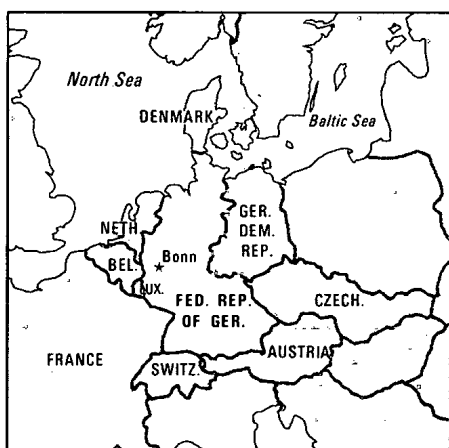 North Sea
DENMARK
Baltic Sea
GER.
DEM.
REP.
NETH.
BEL.
Bonn
LUX.
FED. REP.
OF GER.
CZECH.
FRANCE
SWITZ.
AUSTRIA